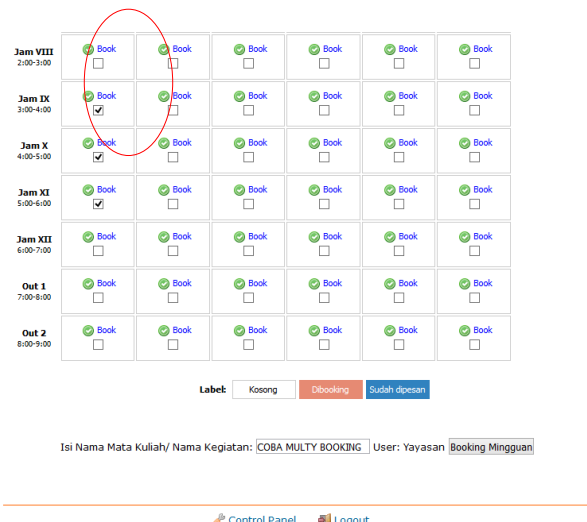 Jam VIII Book Book Book Book Book Book
2:00-3:00
Jam IX Book Book Book Book Book Book
3:00-4:00
Jam X Book Book Book Book Book Book
4:00-5:00
Jam XI Book Book Book Book Book Book
5:00-6:00
Jam XII Book Book Book Book Book Book
6:00-7:00
Out 1 Book Book Book Book Book Book
7:00-8:00
Out 2 Book Book Book Book Book Book
8:00-9:00
Label: Kosong Dibooking Sudah dipesan
Isi Nama Mata Kuliah/ Nama Kegiatan: COBA MULTY BOOKING User: Yayasan Booking Mingguan
Control Panel Logout